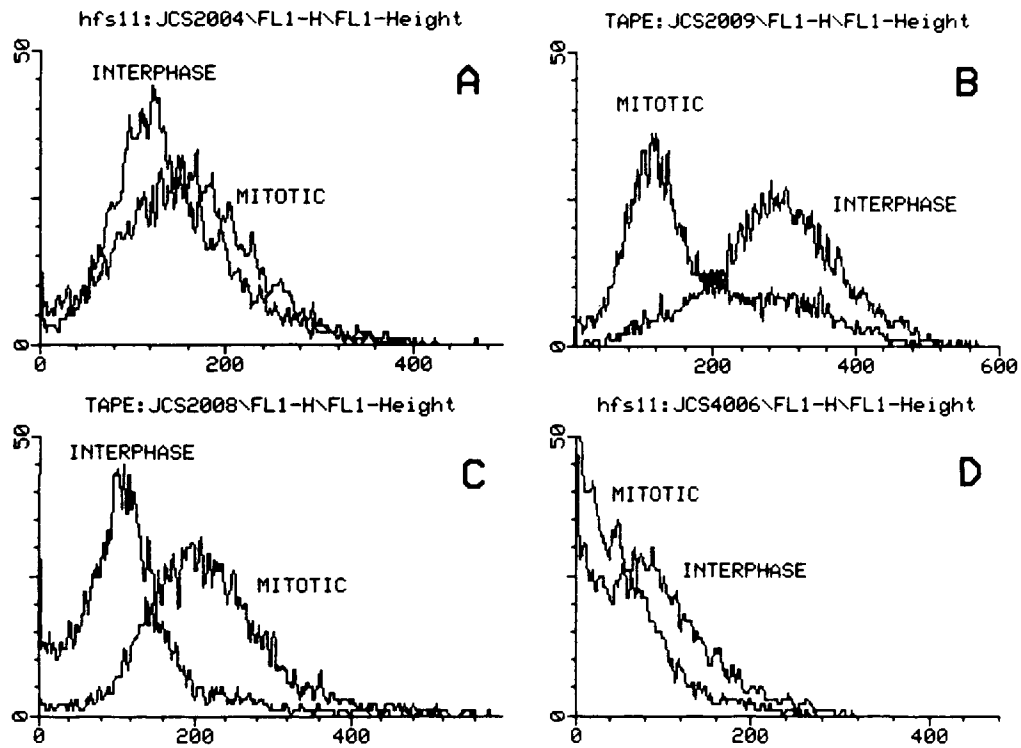 hfs11:JCS2004\FL1-H\FL1-Height
50
INTERPHASE
A
MITOTIC
0
0 200 400
TAPE:JCS2009\FL1-H\FL1-Height
50
B
MITOTIC
INTERPHASE
0
200 400 600
TAPE:JCS2008\FL1-H\FL1-Height
50
INTERPHASE
C
MITOTIC
0
0 200 400
hfs11:JCS4006\FL1-H\FL1-Height
50
D
MITOTIC
INTERPHASE
0
0 200 400